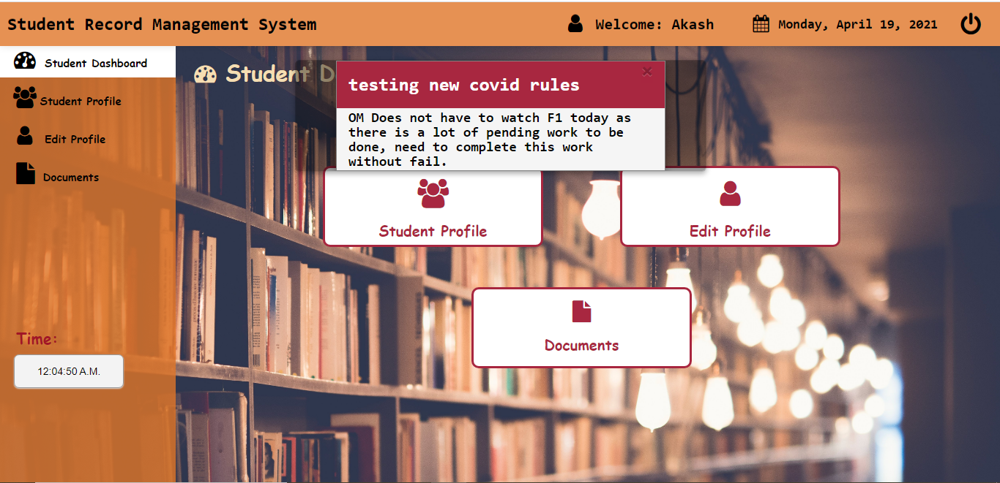 Student Record Management System
Welcome: Akash
Monday, April 19, 2021
Student Dashboard
Student Profile
Edit Profile
Documents
Time:
12:04:50 A.M.
Student D
testing new covid rules
×
OM Does not have to watch F1 today as
there is a lot of pending work to be
done, need to complete this work
without fail.
Student Profile
Edit Profile
Documents